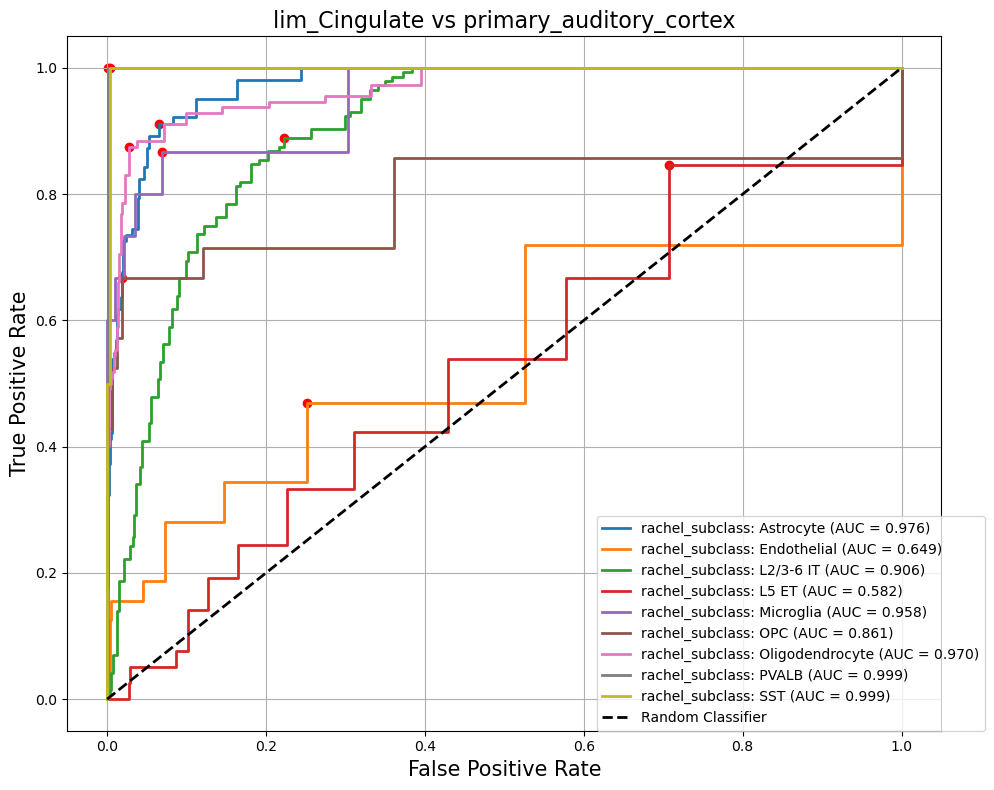 lim_Cingulate vs primary_auditory_cortex
True Positive Rate
1.0
0.8
0.6
0.4
0.2
0.0
rachel_subclass: Astrocyte (AUC = 0.976)
rachel_subclass: Endothelial (AUC = 0.649)
rachel_subclass: L2/3-6 IT (AUC = 0.906)
rachel_subclass: L5 ET (AUC = 0.582)
rachel_subclass: Microglia (AUC = 0.958)
rachel_subclass: OPC (AUC = 0.861)
rachel_subclass: Oligodendrocyte (AUC = 0.970)
rachel_subclass: PVALB (AUC = 0.999)
rachel_subclass: SST (AUC = 0.999)
Random Classifier
0.0 0.2 0.4 0.6 0.8 1.0
False Positive Rate